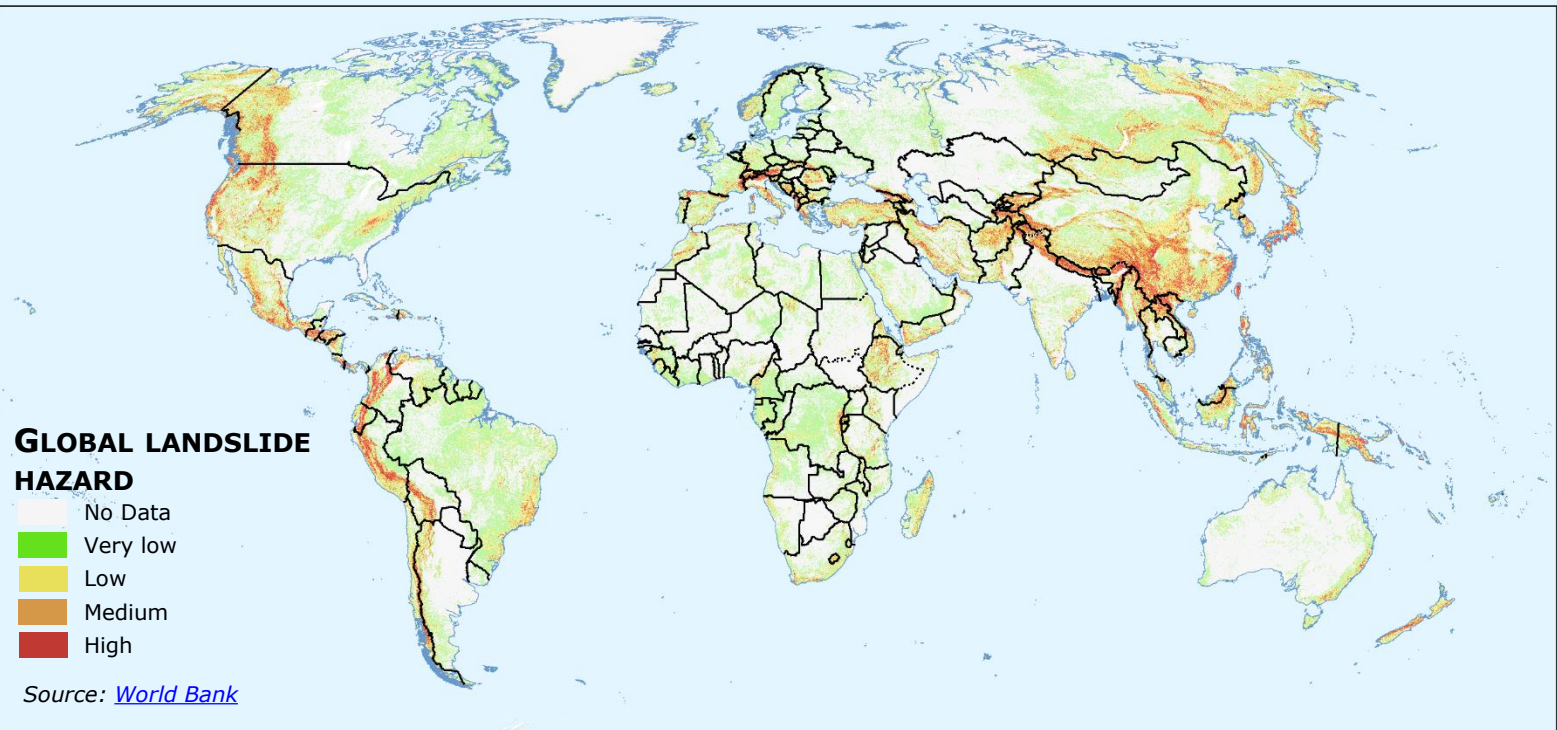 GLOBAL LANDSLIDE
HAZARD
No Data
Very low
Low
Medium
High
Source: World Bank